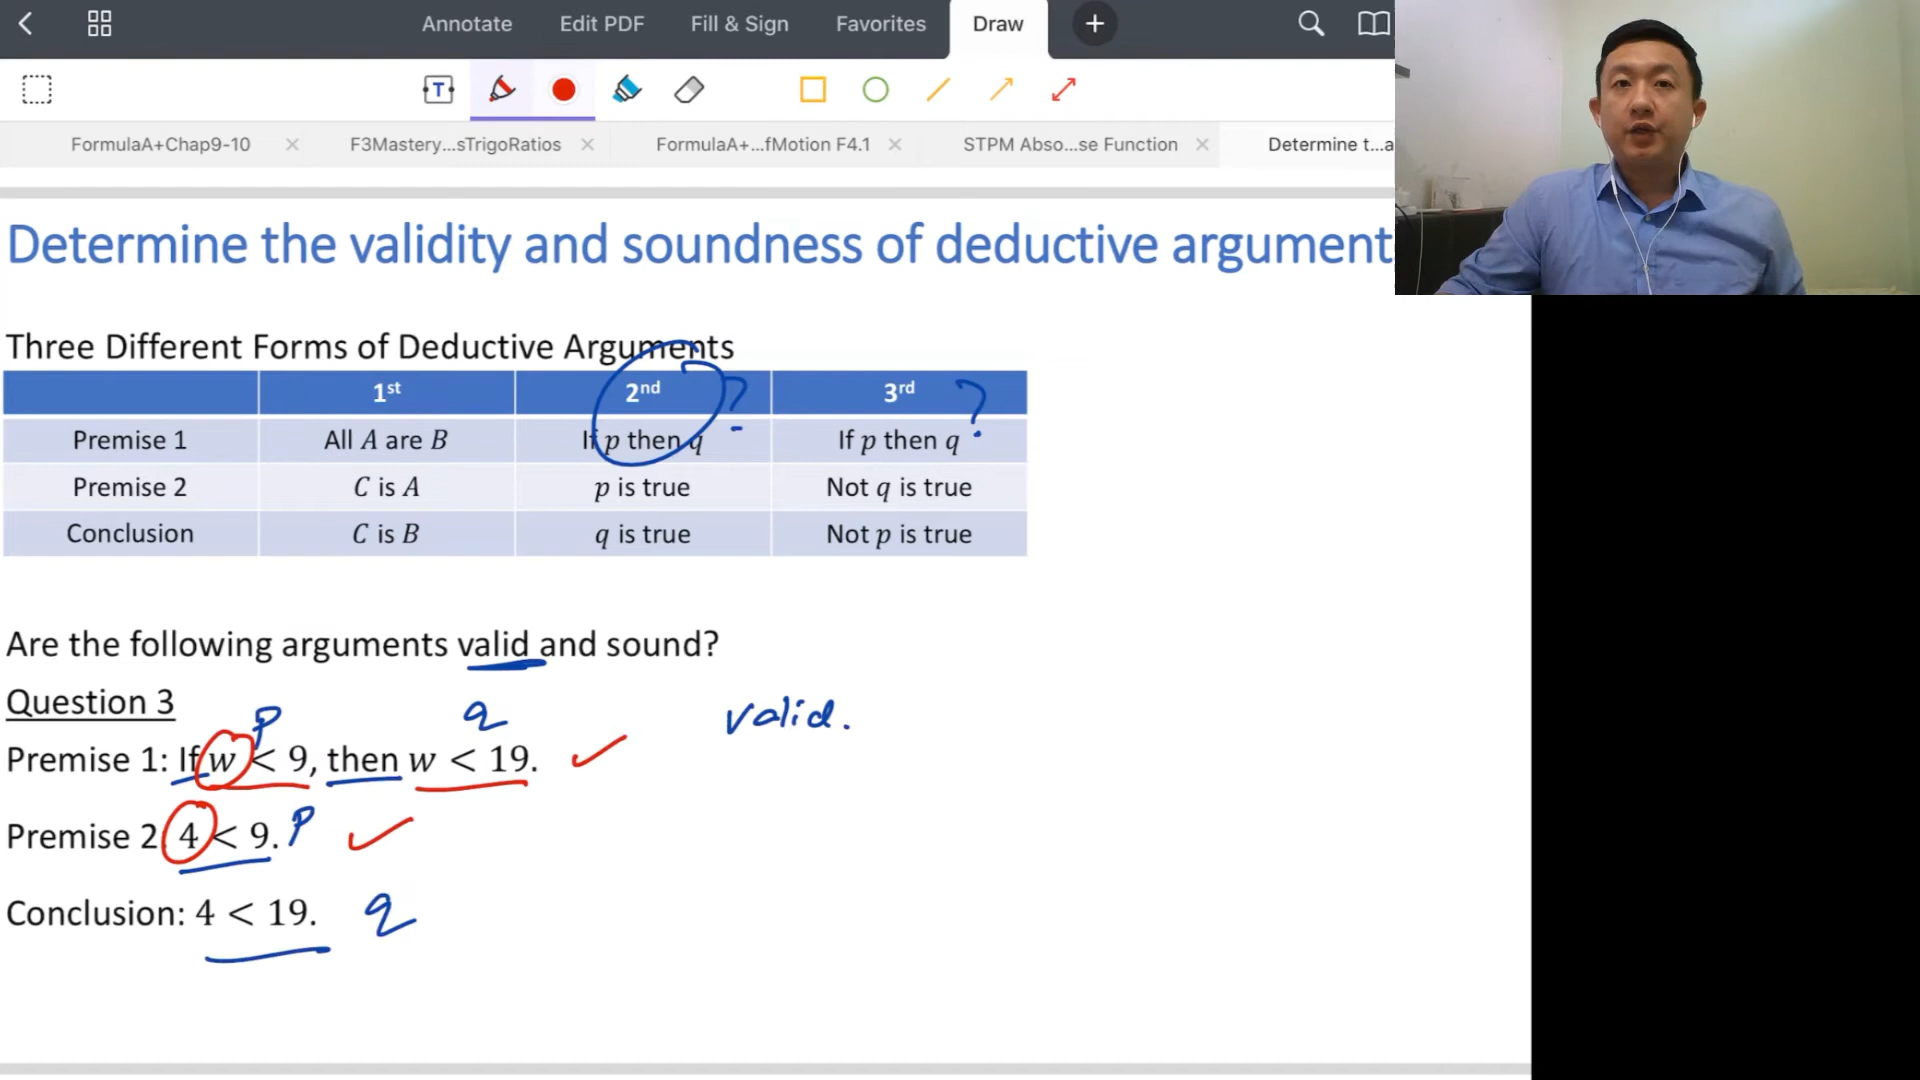 Annotate Edit PDF Fill & Sign Favorites Draw
T
FormulaA+Chap9-10 F3Mastery...sTrigoRatios FormulaA+...fMotion F4.1 STPM Abso...se Function Determine t...a
Determine the validity and soundness of deductive argument
Three Different Forms of Deductive Arguments
1st 2nd ? 3rd ?
Premise 1 All A are B If p then q If p then q
Premise 2 C is A p is true Not q is true
Conclusion C is B q is true Not p is true
Are the following arguments valid and sound?
Question 3 valid.
p q
Premise 1: If w < 9, then w < 19.
Premise 2 4 < 9. p
Conclusion: 4 < 19. q